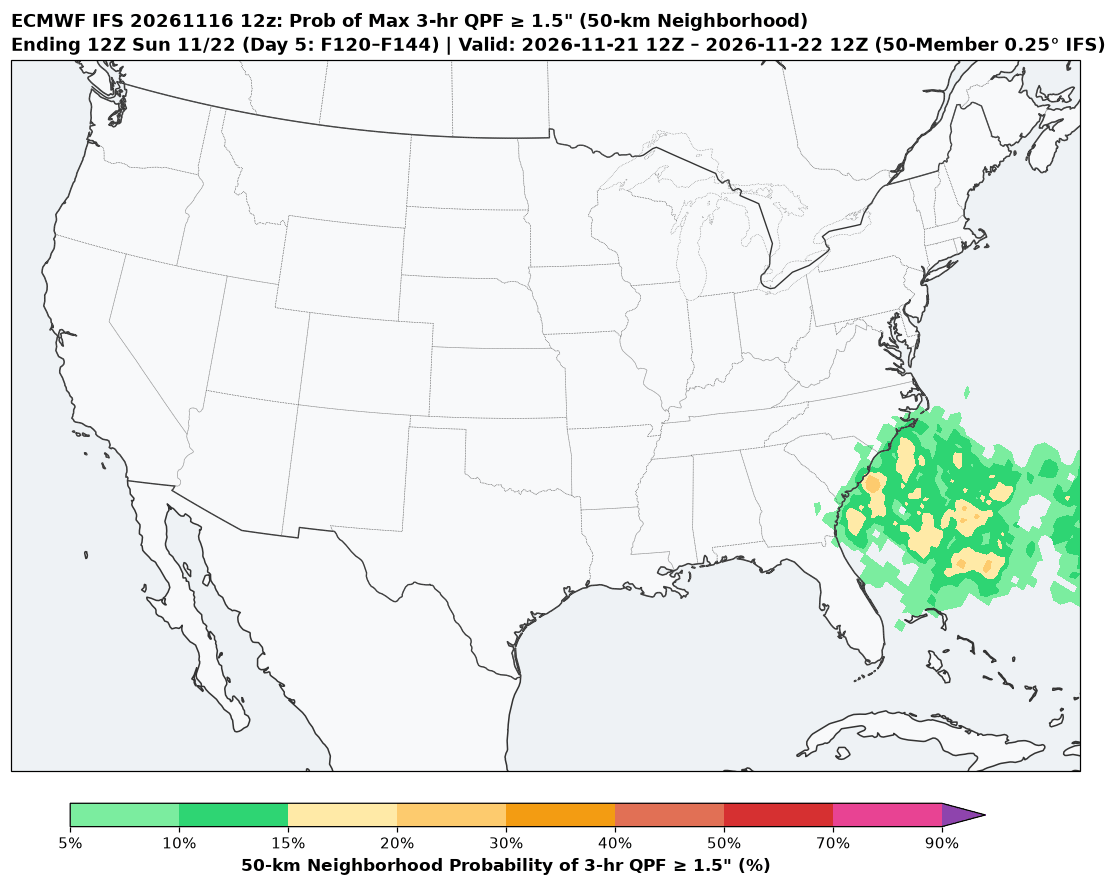 ECMWF IFS 20261116 12z: Prob of Max 3-hr QPF ≥ 1.5" (50-km Neighborhood)
Ending 12Z Sun 11/22 (Day 5: F120–F144) | Valid: 2026-11-21 12Z – 2026-11-22 12Z (50-Member 0.25° IFS)
5% 10% 15% 20% 30% 40% 50% 70% 90%
50-km Neighborhood Probability of 3-hr QPF ≥ 1.5" (%)